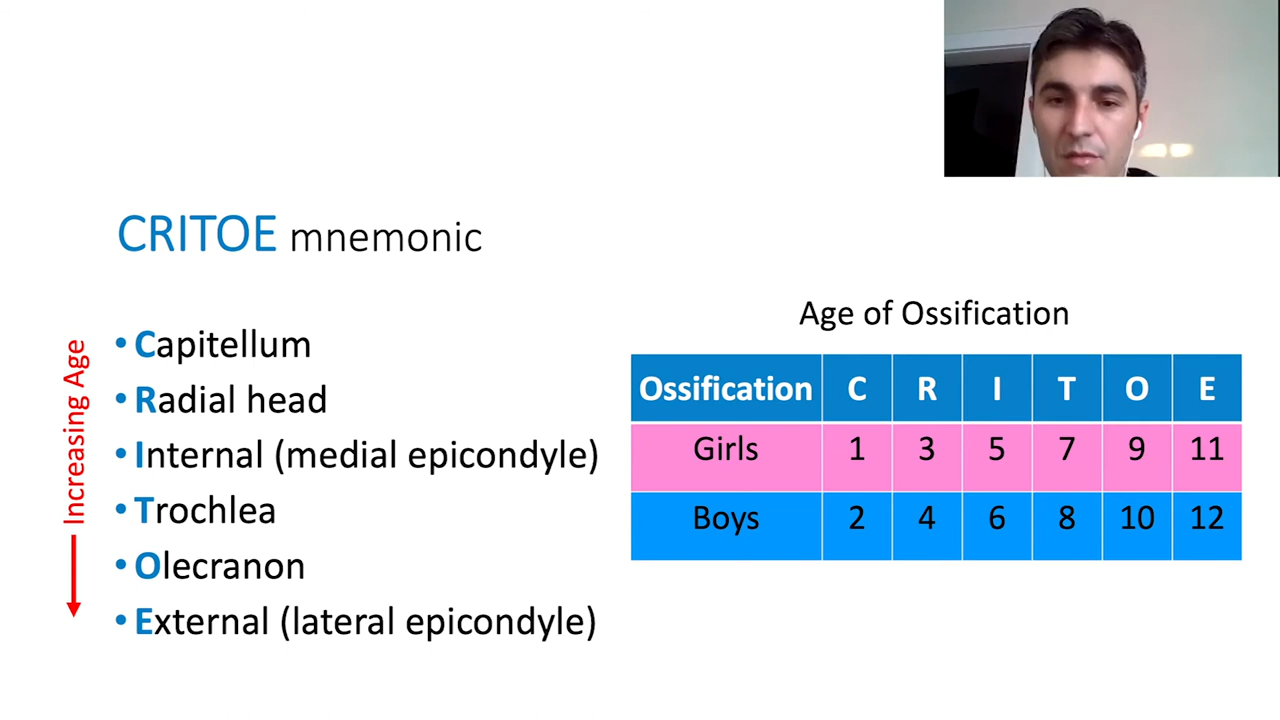 CRITOE mnemonic
Increasing Age
• Capitellum
• Radial head
• Internal (medial epicondyle)
• Trochlea
• Olecranon
• External (lateral epicondyle)
Age of Ossification
Ossification C R I T O E
Girls 1 3 5 7 9 11
Boys 2 4 6 8 10 12